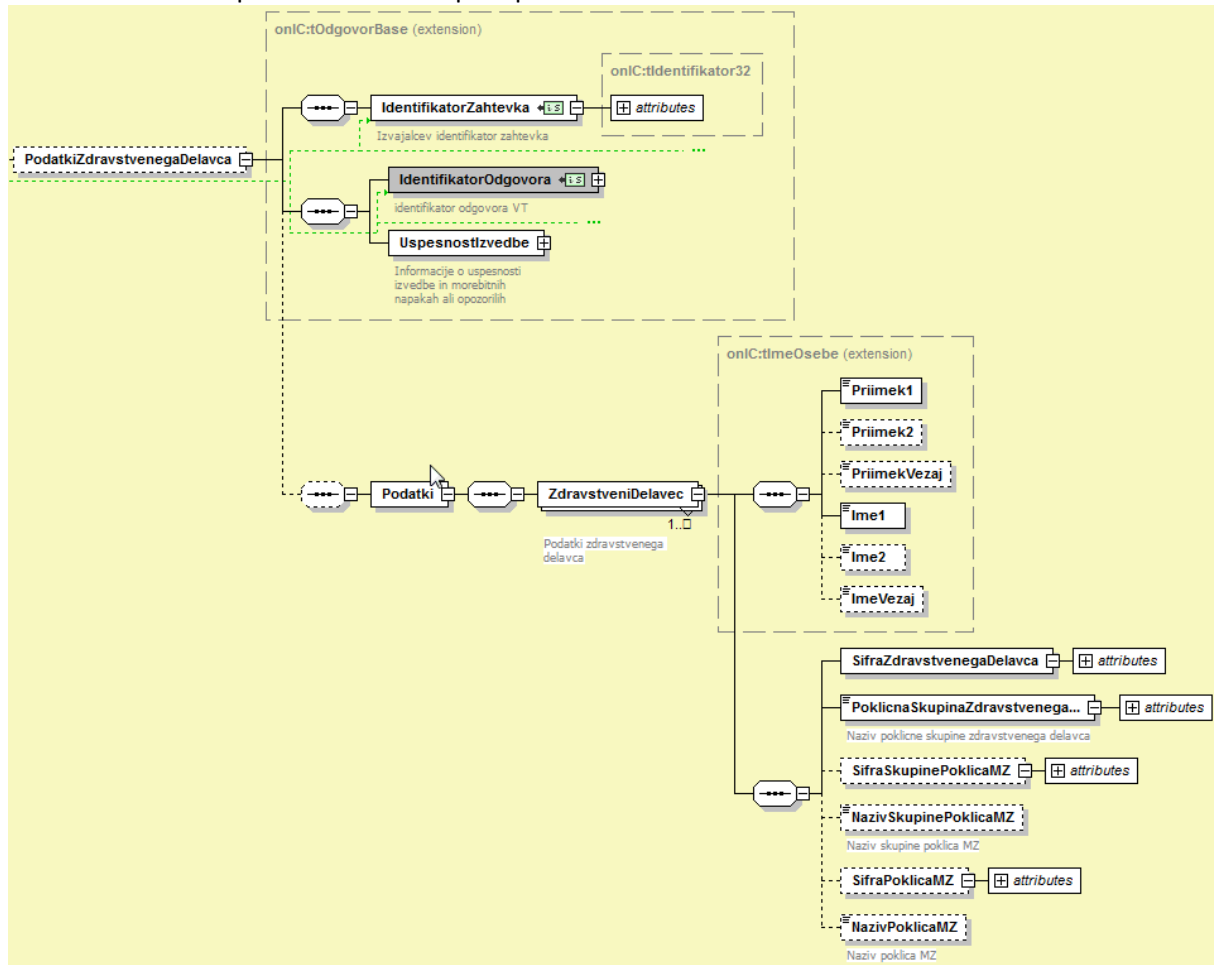 onIC:tOdgovorBase (extension)
onIC:tIdentifikator32
IdentifikatorZahtevka
attributes
Izvajalcev identifikator zahtevka
PodatkiZdravstvenegaDelavca
IdentifikatorOdgovora
identifikator odgovora VT
UspesnostIzvedbe
Informacije o uspesnosti
izvedbe in morebitnih
napakah ali opozorilih
onIC:tImeOsebe (extension)
Priimek1
Priimek2
PriimekVezaj
Podatki
ZdravstveniDelavec
1..
Podatki zdravstvenega
delavca
Ime1
Ime2
ImeVezaj
SifraZdravstvenegaDelavca
attributes
PoklicnaSkupinaZdravstvenega...
attributes
Naziv poklicne skupine zdravstvenega delavca
SifraSkupinePoklicaMZ
attributes
NazivSkupinePoklicaMZ
Naziv skupine poklica MZ
SifraPoklicaMZ
attributes
NazivPoklicaMZ
Naziv poklica MZ